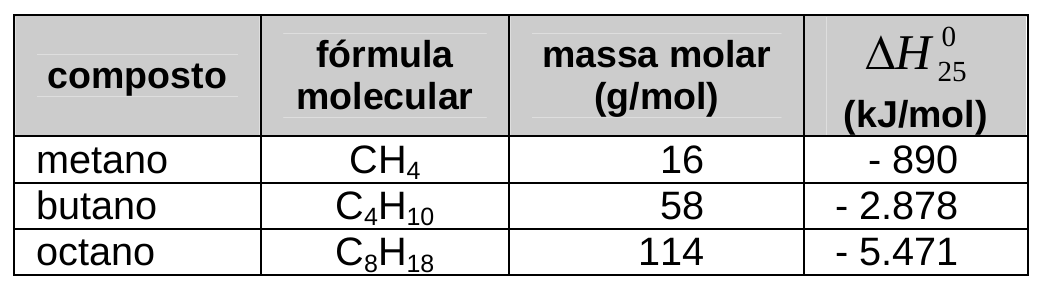 composto fórmula molecular massa molar (g/mol) ΔH⁰₂₅ (kJ/mol)
metano CH₄ 16 - 890
butano C₄H₁₀ 58 - 2.878
octano C₈H₁₈ 114 - 5.471